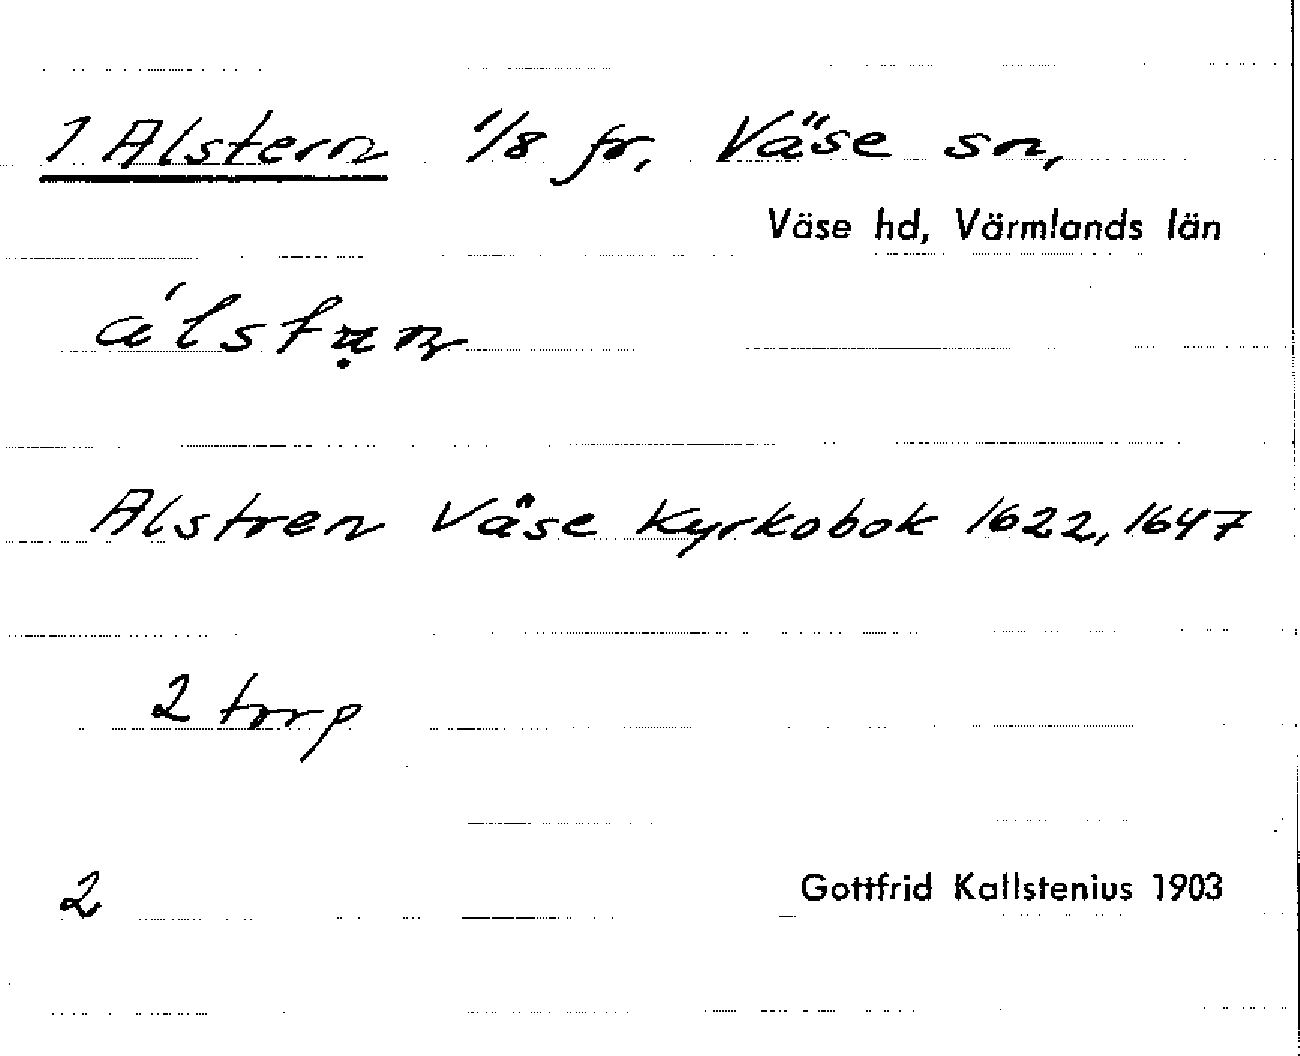 1 Alstern 1/8 fr. Väse sn,
Väse hd, Värmlands län
Alstren Väse Kyrkobok 1622, 1647
2 torp
2
Gottfrid Kallstenius 1903